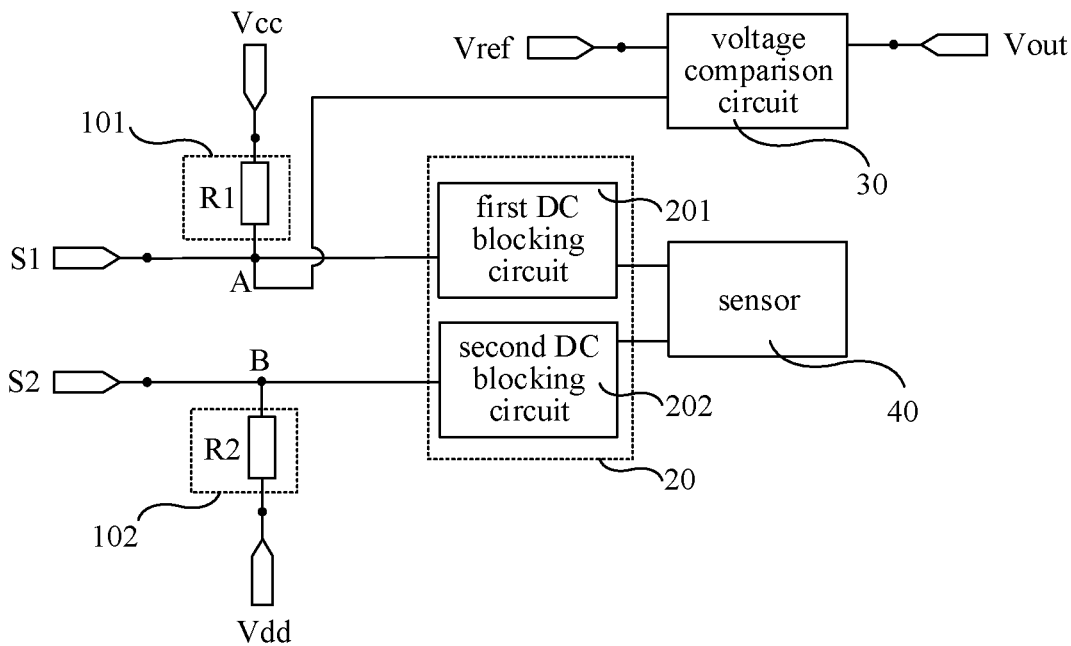 Vcc
Vref
voltage
comparison
circuit
Vout
101
30
R1
first DC
blocking
circuit
201
S1
A
sensor
S2
B
second DC
blocking
circuit
202
40
R2
20
102
Vdd